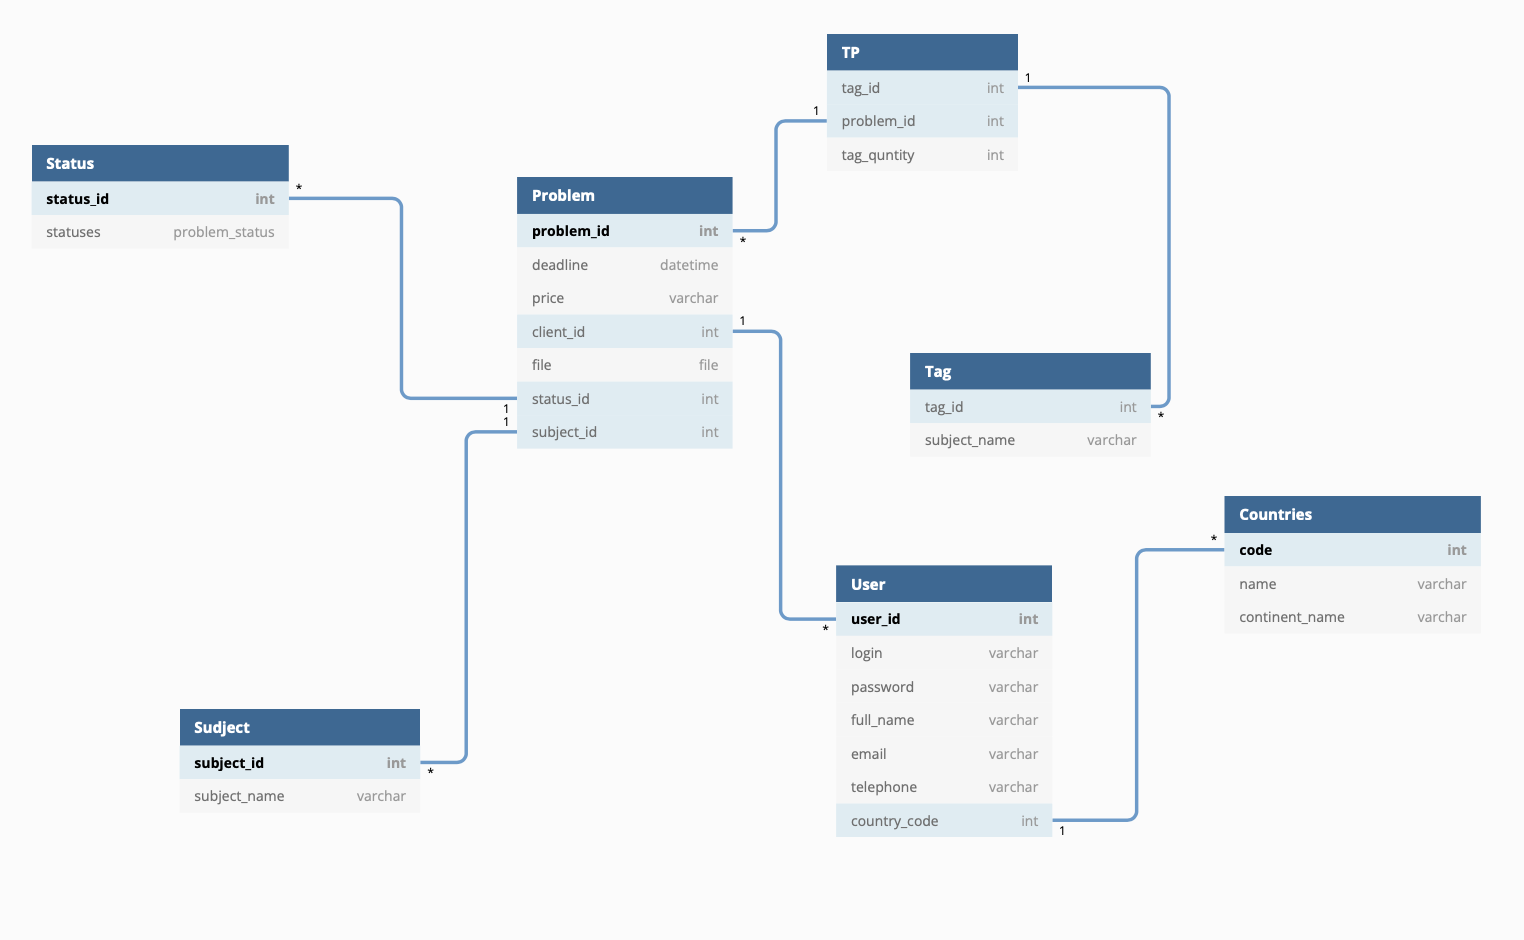 TP
tag_id int
problem_id int
tag_quntity int
1
1
Status
status_id int
statuses problem_status
*
Problem
problem_id int
deadline datetime
price varchar
client_id int
file file
status_id int
subject_id int
*
1
1
1
Tag
tag_id int
subject_name varchar
*
Countries
code int
name varchar
continent_name varchar
*
User
user_id int
login varchar
password varchar
full_name varchar
email varchar
telephone varchar
country_code int
*
1
Sudject
subject_id int
subject_name varchar
*